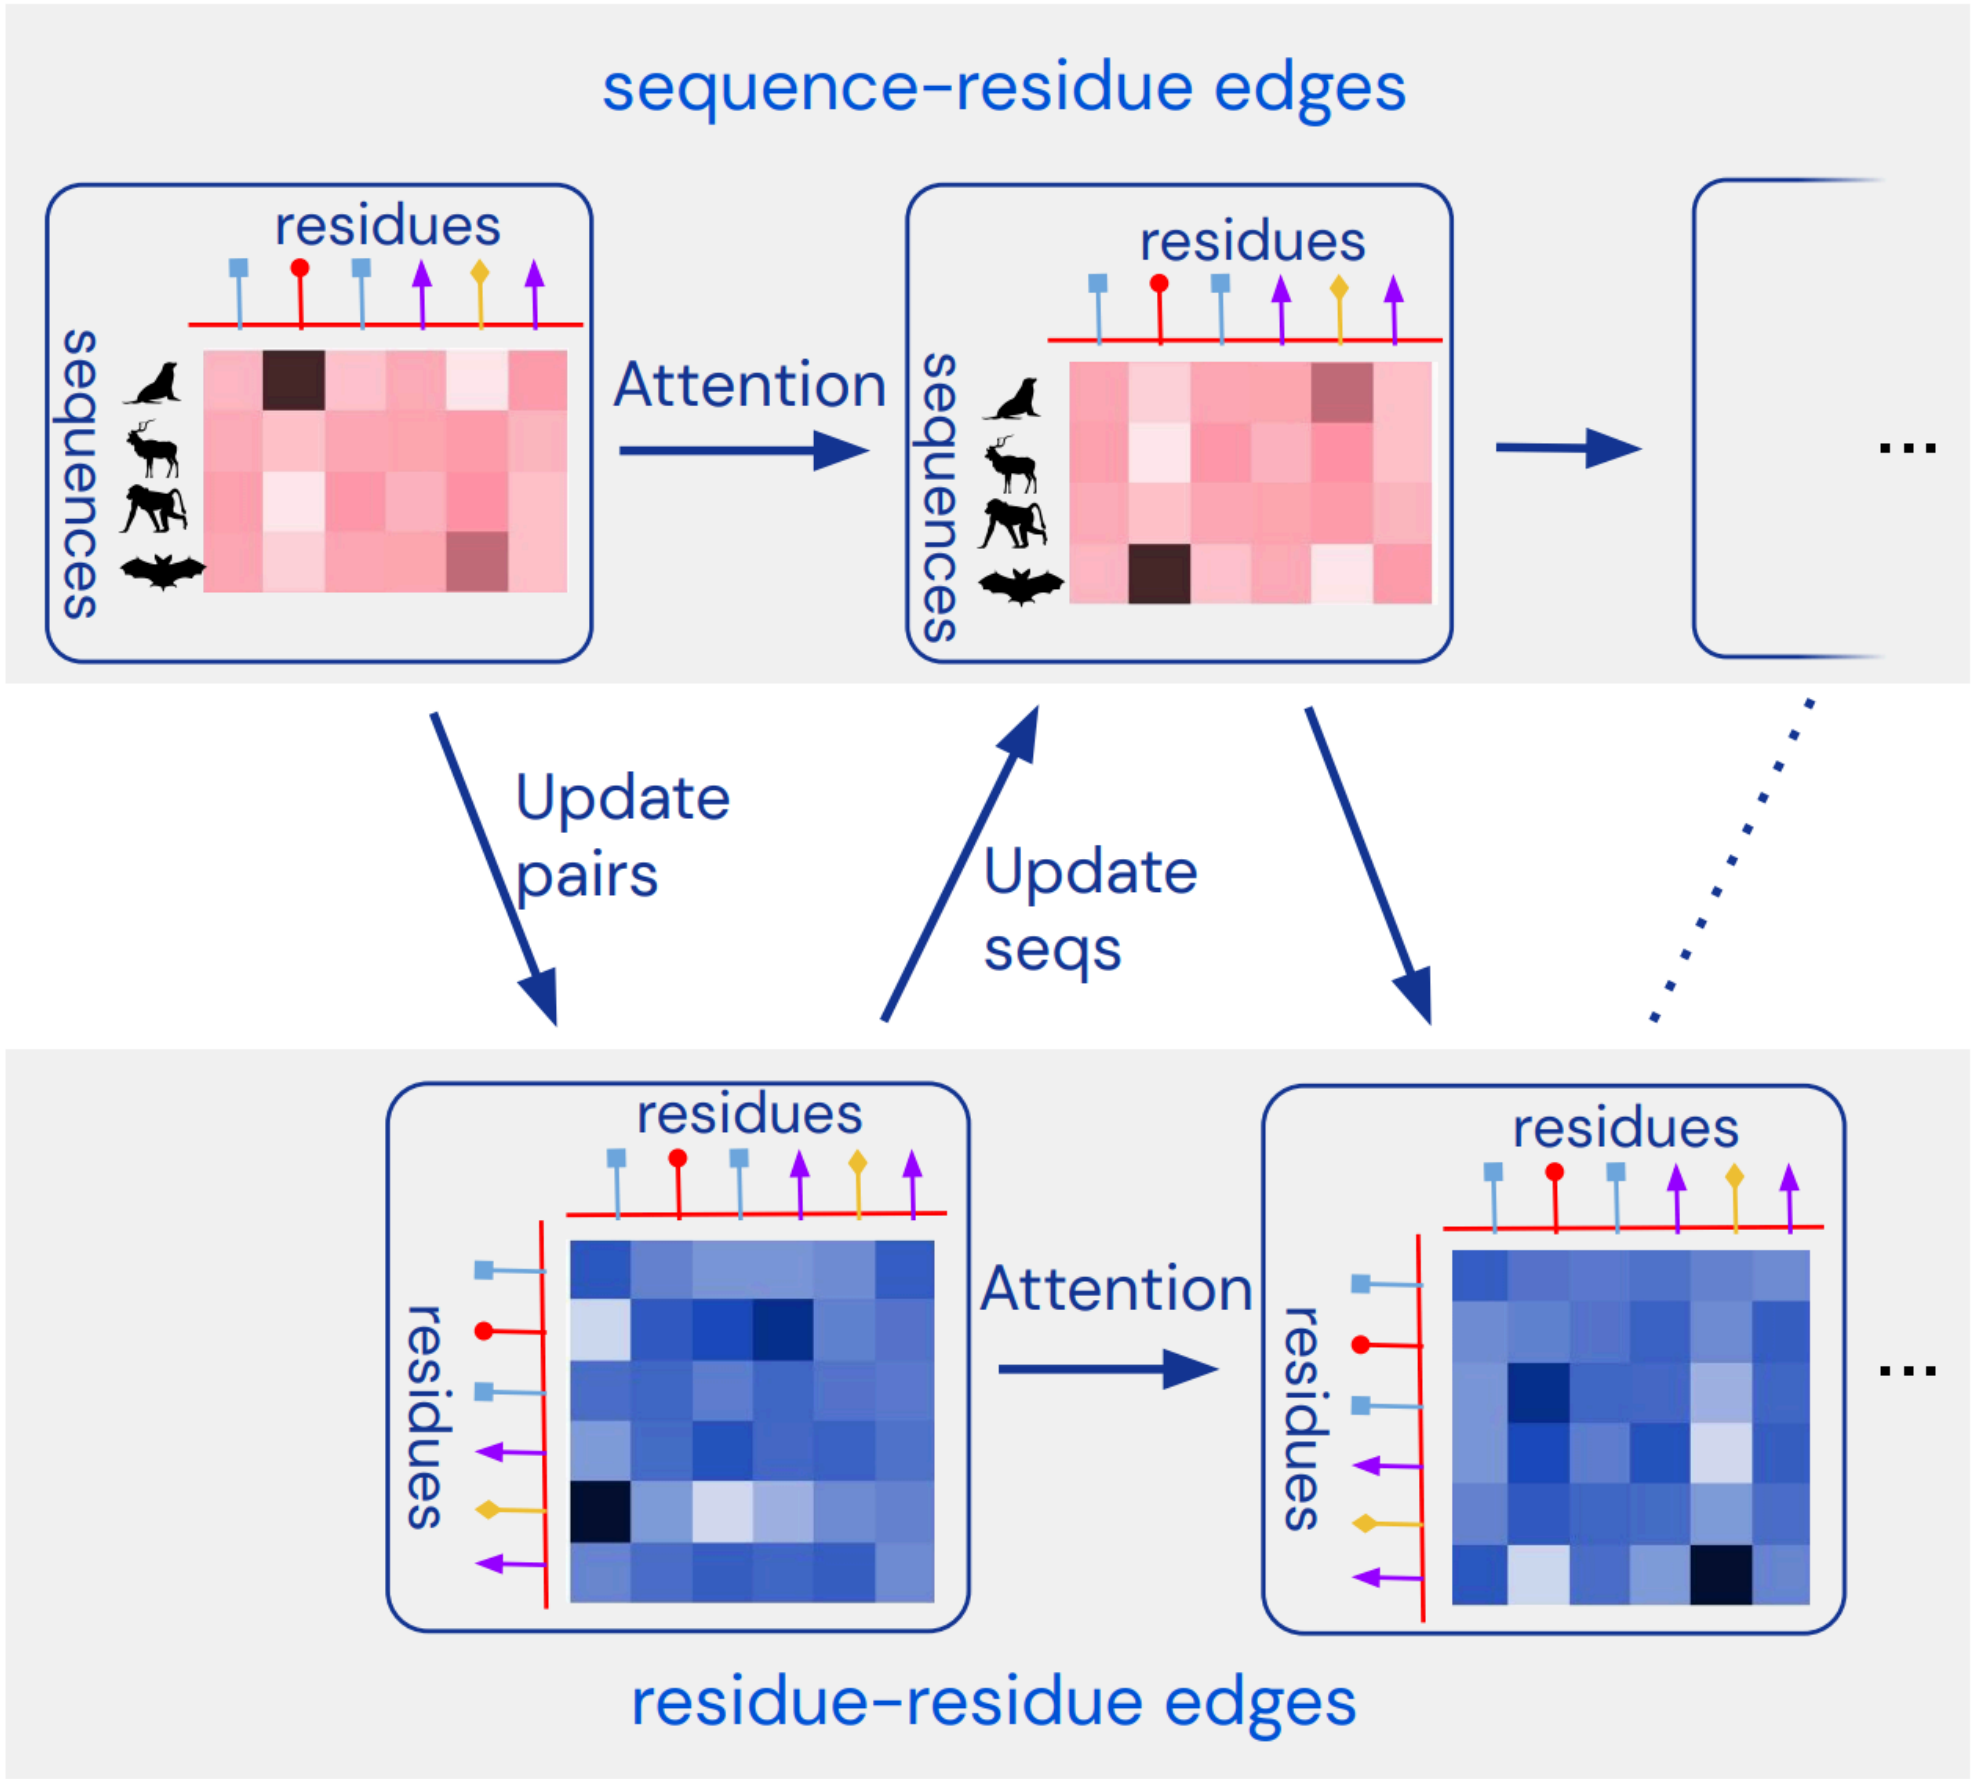 sequence-residue edges
residues
sequences
Attention
residues
sequences
...
Update
pairs
Update
seqs
residues
residues
Attention
residues
residues
...
residue-residue edges